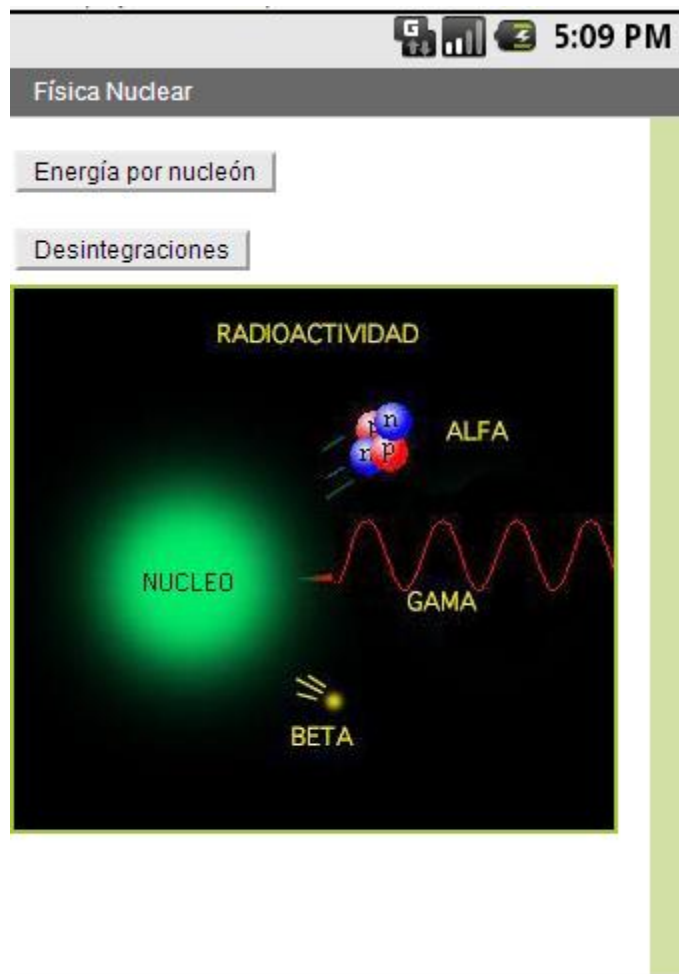 G
5:09 PM
Física Nuclear
Energía por nucleón
Desintegraciones
RADIOACTIVIDAD
n
p
n
p
ALFA
NUCLEO
GAMA
BETA